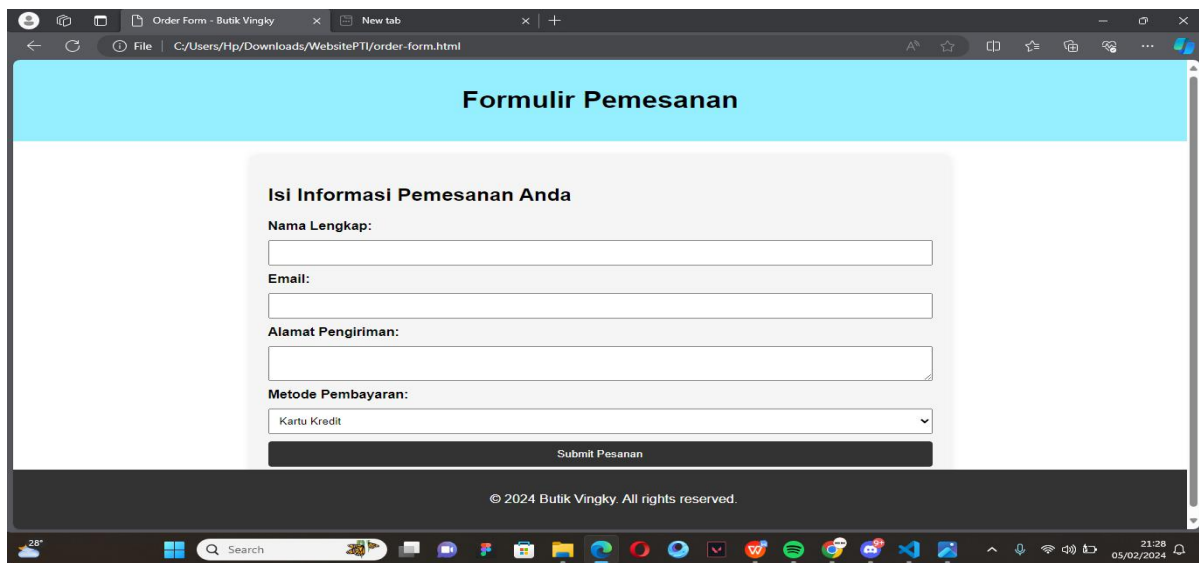 Order Form - Butik Vingky
New tab
File
C:/Users/Hp/Downloads/WebsitePTI/order-form.html
Formulir Pemesanan
Isi Informasi Pemesanan Anda
Nama Lengkap:
Email:
Alamat Pengiriman:
Metode Pembayaran:
Kartu Kredit
Submit Pesanan
© 2024 Butik Vingky. All rights reserved.
28°
Search
21:28
05/02/2024